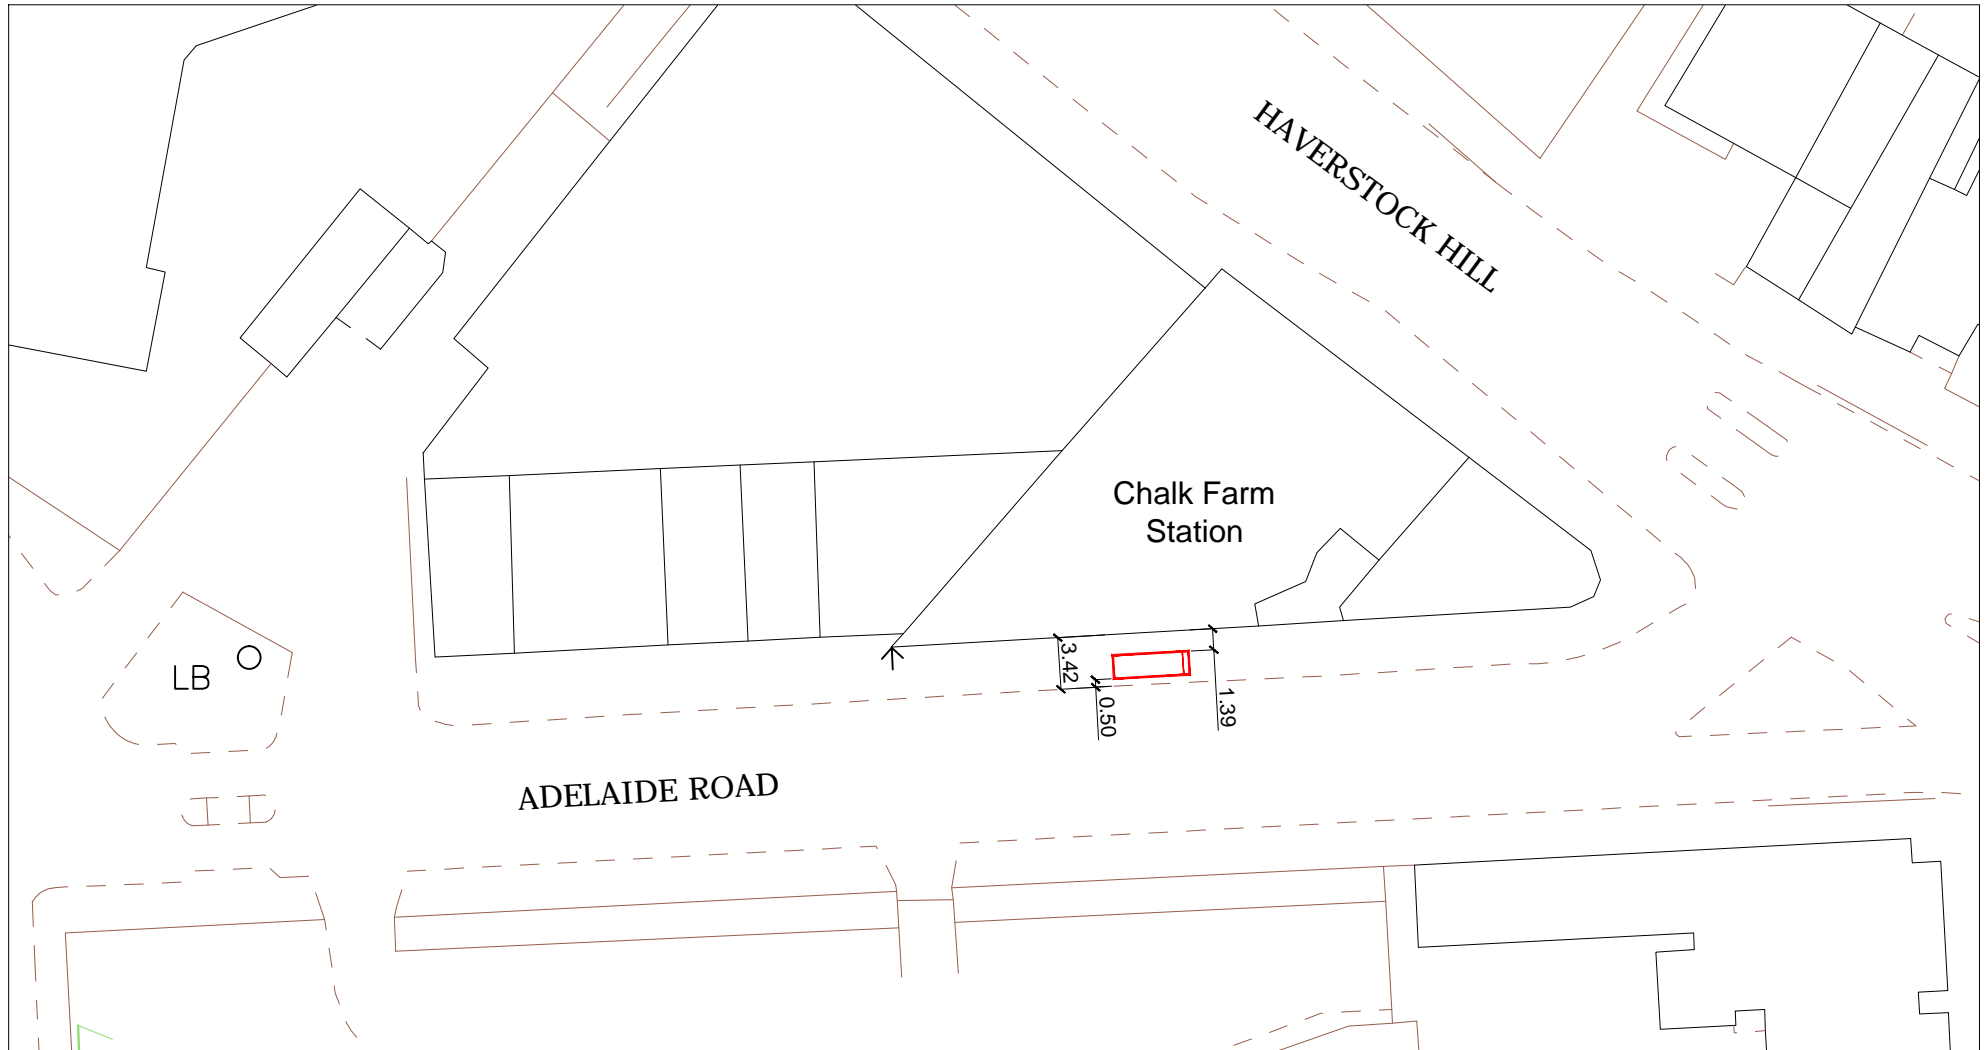 HAVERSTOCK HILL
Chalk Farm
Station
3.42
0.50
1.39
LB
ADELAIDE ROAD